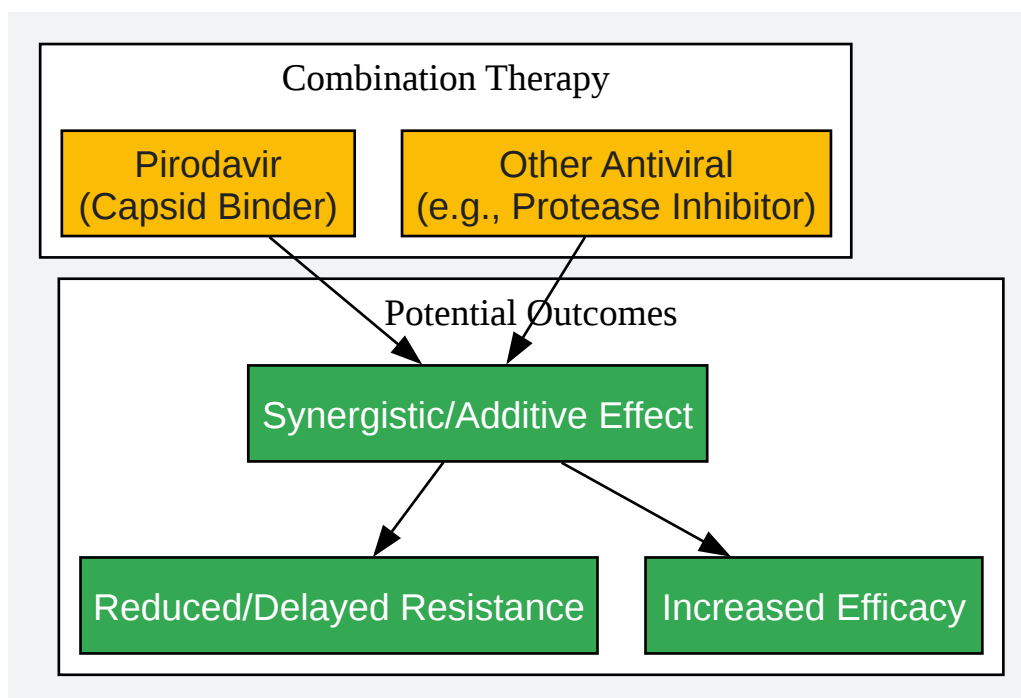 Combination Therapy
Pirodavir
(Capsid Binder)
Other Antiviral
(e.g., Protease Inhibitor)
Potential Outcomes
Synergistic/Additive Effect
Reduced/Delayed Resistance
Increased Efficacy